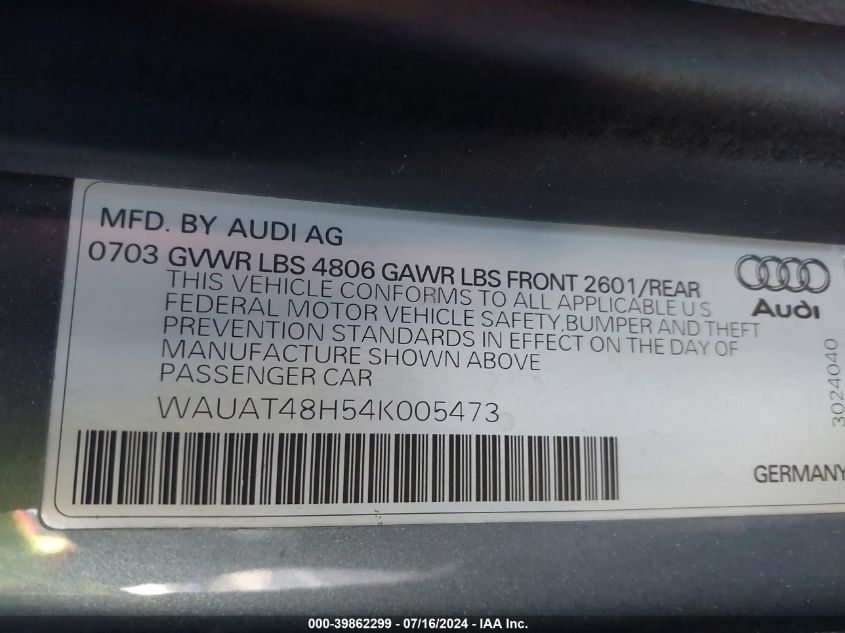 MFD. BY AUDI AG
0703 GVWR LBS 4806 GAWR LBS FRONT 2601/REAR
THIS VEHICLE CONFORMS TO ALL APPLICABLE U S
FEDERAL MOTOR VEHICLE SAFETY,BUMPER AND THEFT
PREVENTION STANDARDS IN EFFECT ON THE DAY OF
MANUFACTURE SHOWN ABOVE
PASSENGER CAR
WAUAT48H54K005473
Audi
3024040
GERMANY
000-39862299 - 07/16/2024 - IAA Inc.